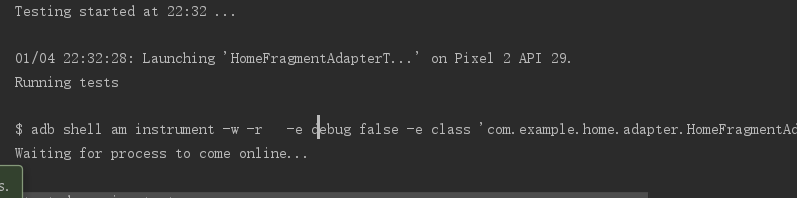 Testing started at 22:32 ...
01/04 22:32:28: Launching 'HomeFragmentAdapterT...' on Pixel 2 API 29.
Running tests
$ adb shell am instrument -w -r   -e debug false -e class 'com.example.home.adapter.HomeFragmentAd
Waiting for process to come online...
s.